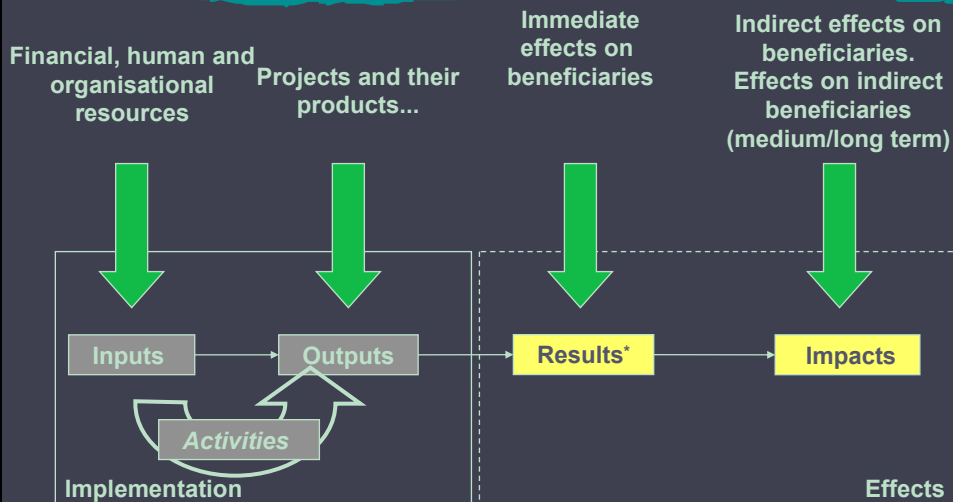 Financial, human and
organisational
resources
Projects and their
products...
Immediate
effects on
beneficiaries
Indirect effects on
beneficiaries.
Effects on indirect
beneficiaries
(medium/long term)
Inputs
Outputs
Results*
Impacts
Activities
Implementation
Effects